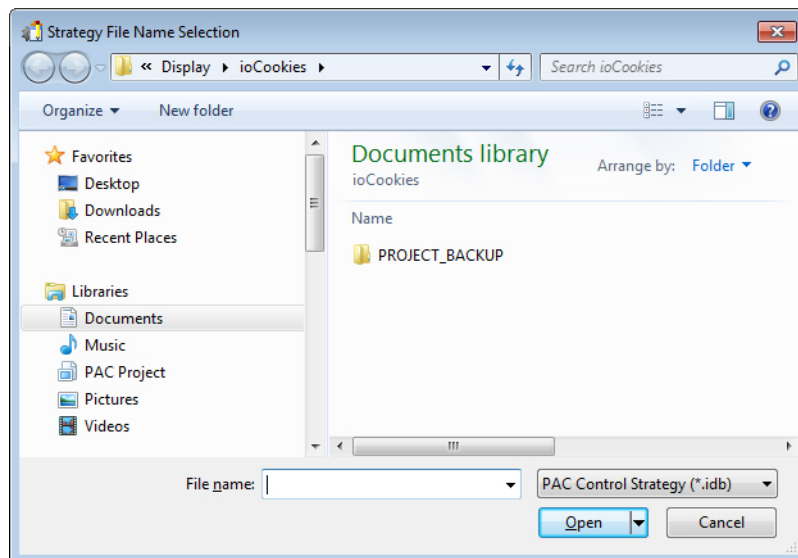 Strategy File Name Selection
« Display ▸ ioCookies ▸
Search ioCookies
Organize ▾ New folder
Favorites
Desktop
Downloads
Recent Places
Libraries
Documents
Music
PAC Project
Pictures
Videos
Documents library
ioCookies
Arrange by: Folder ▾
Name
PROJECT_BACKUP
File name:
PAC Control Strategy (*.idb)
Open
Cancel